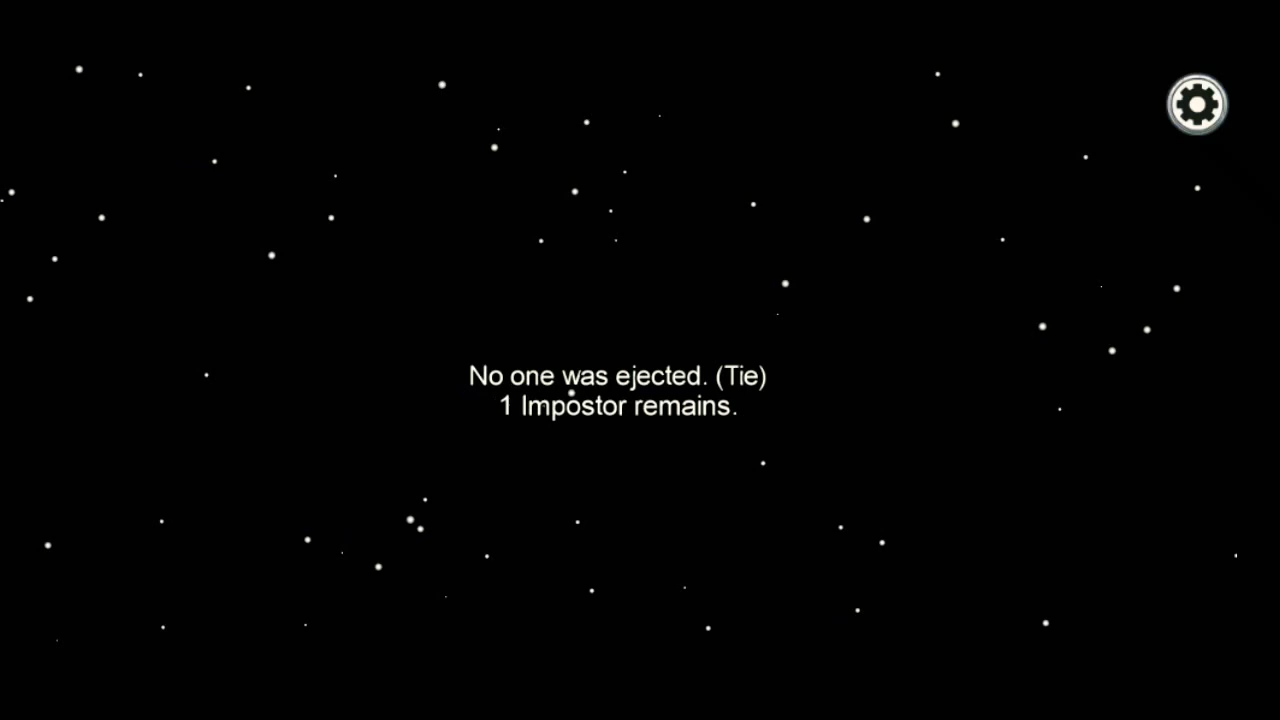 No one was ejected. (Tie)
1 Impostor remains.